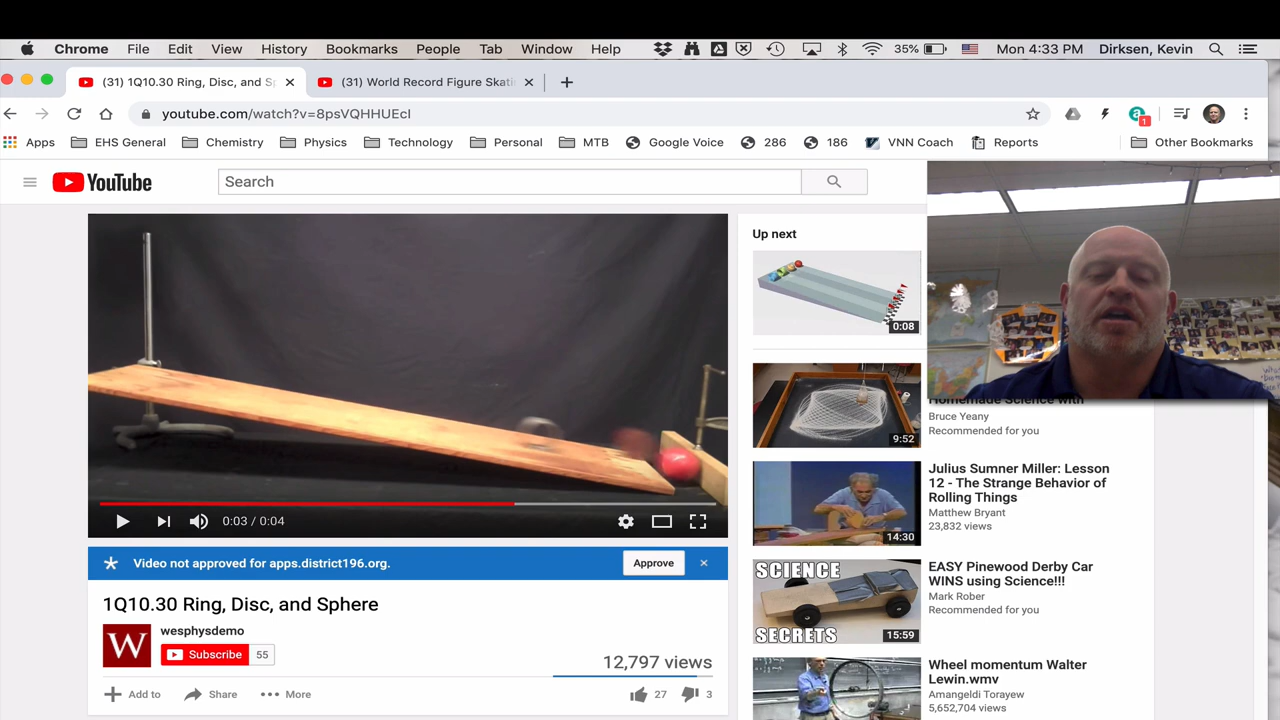 Chrome File Edit View History Bookmarks People Tab Window Help 35% Mon 4:33 PM Dirksen, Kevin
(31) 1Q10.30 Ring, Disc, and Sp
(31) World Record Figure Skati
youtube.com/watch?v=8psVQHHUEcI
1
Apps EHS General Chemistry Physics Technology Personal MTB Google Voice 286 186 VNN Coach Reports Other Bookmarks
YouTube
Search
0:03 / 0:04
Video not approved for apps.district196.org.
Approve
1Q10.30 Ring, Disc, and Sphere
W
wesphysdemo
Subscribe 55
12,797 views
Add to Share More 27 3
Up next
0:08
9:52
Homemade Science with
Bruce Yeany
Recommended for you
14:30
Julius Sumner Miller: Lesson
12 - The Strange Behavior of
Rolling Things
Matthew Bryant
23,832 views
SCIENCE
SECRETS
15:59
EASY Pinewood Derby Car
WINS using Science!!!
Mark Rober
Recommended for you
Wheel momentum Walter
Lewin.wmv
Amangeldi Torayew
5,652,704 views